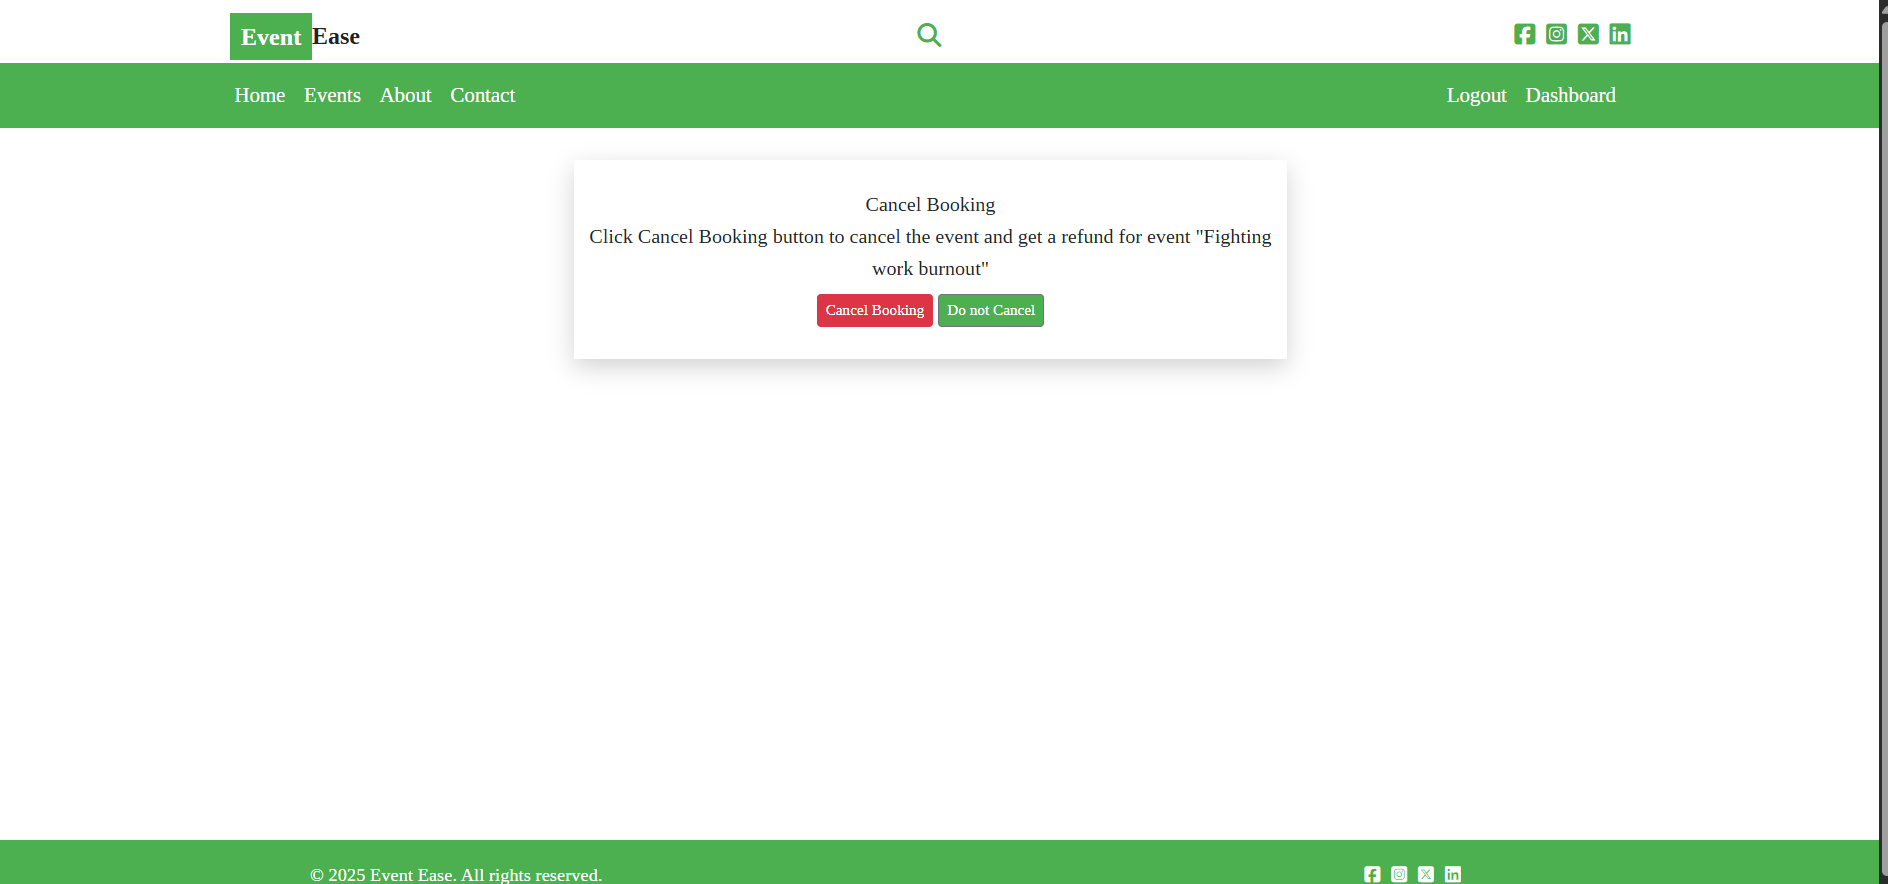 Event Ease
Home Events About Contact Logout Dashboard
Cancel Booking
Click Cancel Booking button to cancel the event and get a refund for event "Fighting
work burnout"
Cancel Booking Do not Cancel
© 2025 Event Ease. All rights reserved.